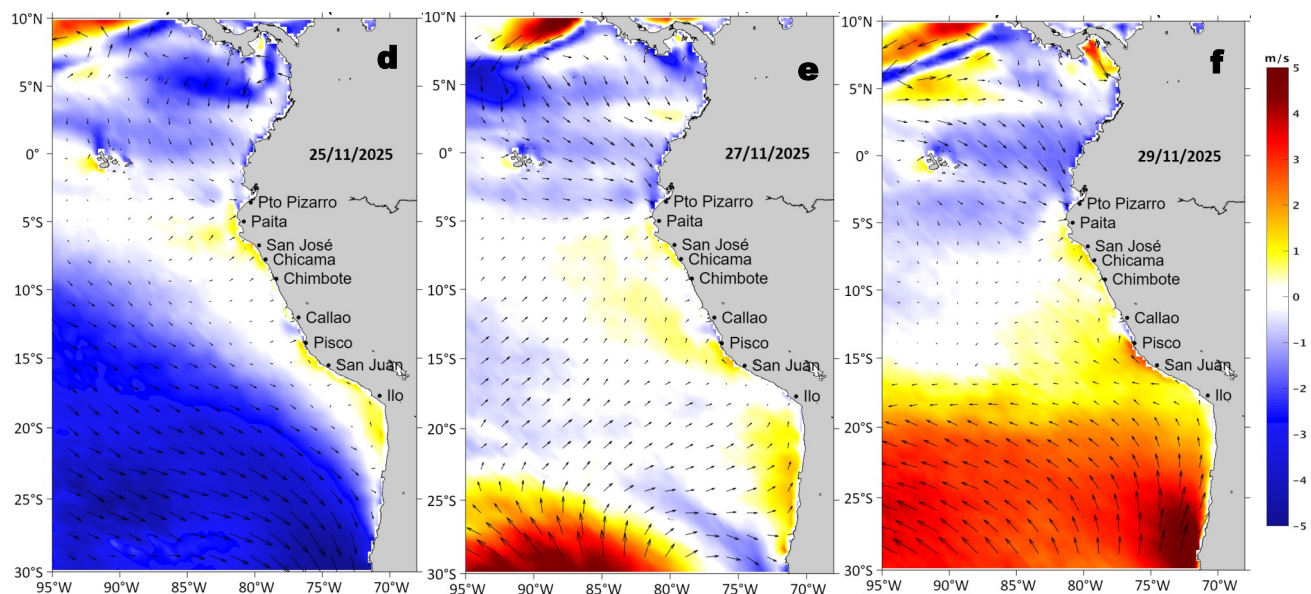 d
10°N
5°N
0°
5°S
10°S
15°S
20°S
25°S
30°S
95°W
90°W
85°W
80°W
75°W
70°W
25/11/2025
Pto Pizarro
Paita
San José
Chicama
Chimbote
Callao
Pisco
San Juan
Ilo
e
10°N
5°N
0°
5°S
10°S
15°S
20°S
25°S
30°S
95°W
90°W
85°W
80°W
75°W
70°W
27/11/2025
Pto Pizarro
Paita
San José
Chicama
Chimbote
Callao
Pisco
San Juan
Ilo
f
10°N
5°N
0°
5°S
10°S
15°S
20°S
25°S
30°S
95°W
90°W
85°W
80°W
75°W
70°W
29/11/2025
Pto Pizarro
Paita
San José
Chicama
Chimbote
Callao
Pisco
San Juan
Ilo
m/s
5
4
3
2
1
0
-1
-2
-3
-4
-5